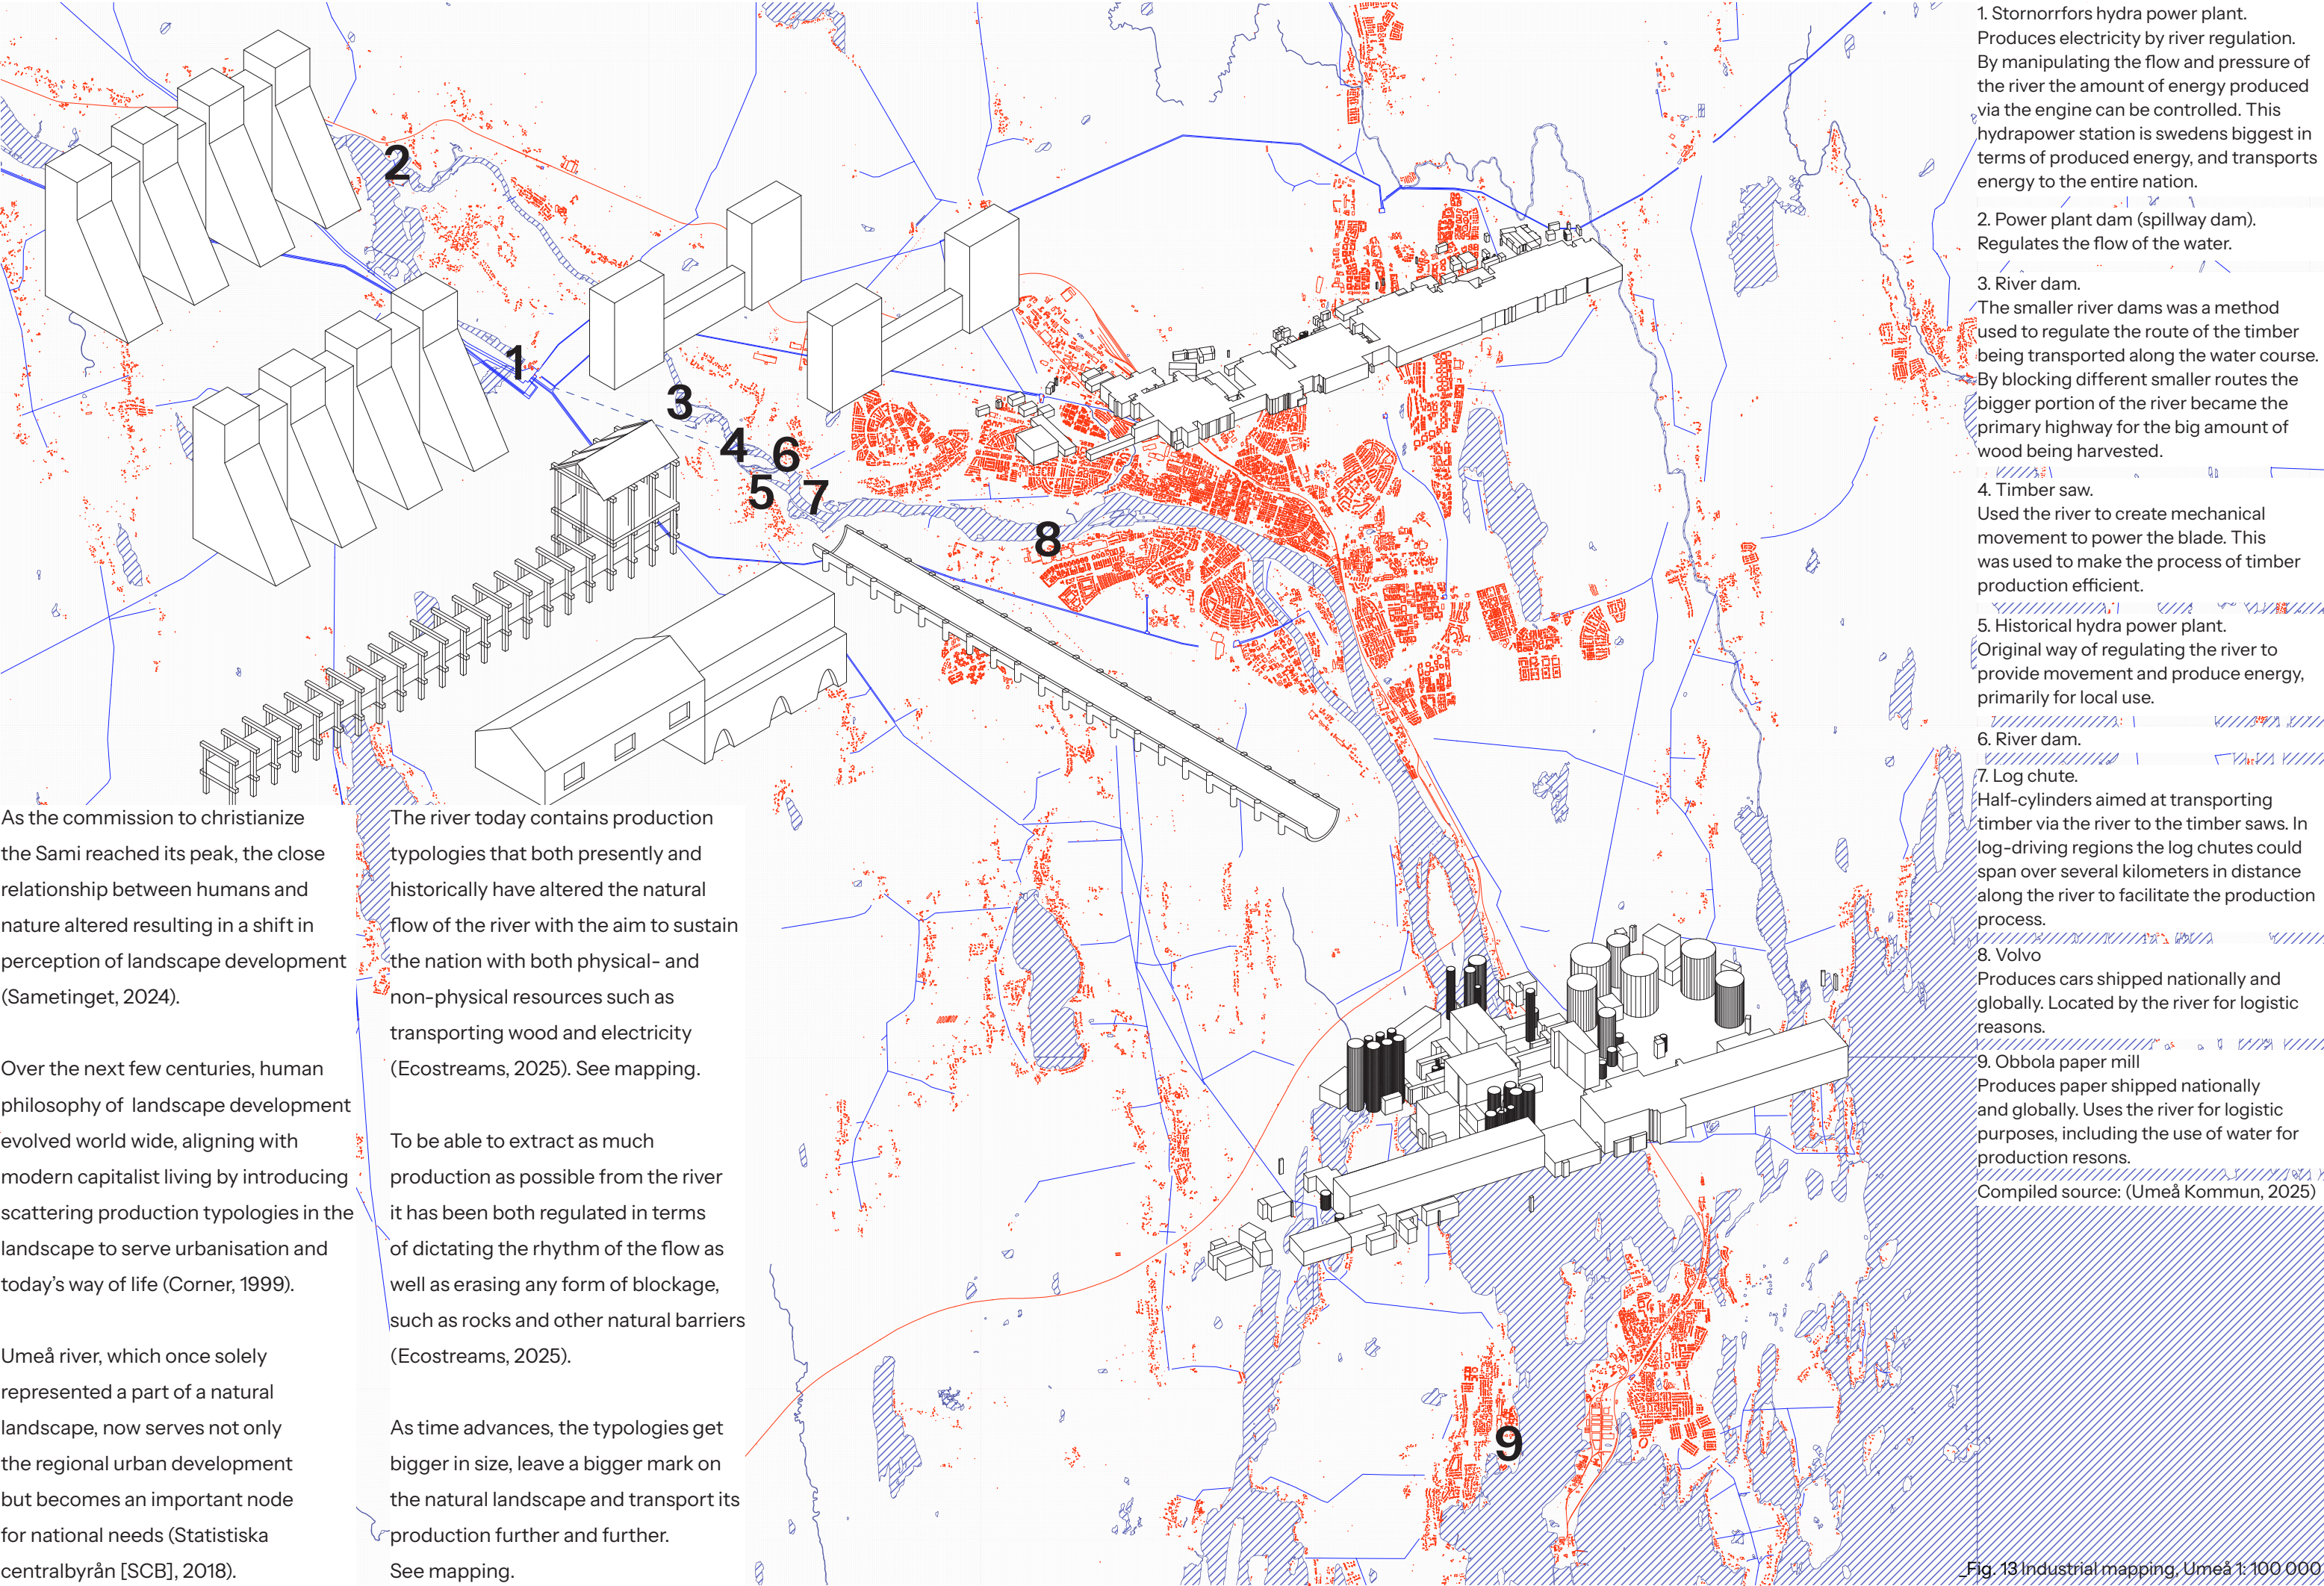 As the commission to christianize
the Sami reached its peak, the close
relationship between humans and
nature altered resulting in a shift in
perception of landscape development
(Sametinget, 2024).
Over the next few centuries, human
philosophy of landscape development
evolved world wide, aligning with
modern capitalist living by introducing
scattering production typologies in the
landscape to serve urbanisation and
today’s way of life (Corner, 1999).
Umeå river, which once solely
represented a part of a natural
landscape, now serves not only
the regional urban development
but becomes an important node
for national needs (Statistiska
centralbyrån [SCB], 2018).
The river today contains production
typologies that both presently and
historically have altered the natural
flow of the river with the aim to sustain
the nation with both physical- and
non-physical resources such as
transporting wood and electricity
(Ecostreams, 2025). See mapping.
To be able to extract as much
production as possible from the river
it has been both regulated in terms
of dictating the rhythm of the flow as
well as erasing any form of blockage,
such as rocks and other natural barriers
(Ecostreams, 2025).
As time advances, the typologies get
bigger in size, leave a bigger mark on
the natural landscape and transport its
production further and further.
See mapping.
2
1
3
4
6
5
7
8
9
1. Stornorrfors hydra power plant.
Produces electricity by river regulation.
By manipulating the flow and pressure of
the river the amount of energy produced
via the engine can be controlled. This
hydrapower station is swedens biggest in
terms of produced energy, and transports
energy to the entire nation.
2. Power plant dam (spillway dam).
Regulates the flow of the water.
3. River dam.
The smaller river dams was a method
used to regulate the route of the timber
being transported along the water course.
By blocking different smaller routes the
bigger portion of the river became the
primary highway for the big amount of
wood being harvested.
4. Timber saw.
Used the river to create mechanical
movement to power the blade. This
was used to make the process of timber
production efficient.
5. Historical hydra power plant.
Original way of regulating the river to
provide movement and produce energy,
primarily for local use.
6. River dam.
7. Log chute.
Half-cylinders aimed at transporting
timber via the river to the timber saws. In
log-driving regions the log chutes could
span over several kilometers in distance
along the river to facilitate the production
process.
8. Volvo
Produces cars shipped nationally and
globally. Located by the river for logistic
reasons.
9. Obbola paper mill
Produces paper shipped nationally
and globally. Uses the river for logistic
purposes, including the use of water for
production resons.
Compiled source: (Umeå Kommun, 2025)
_Fig. 13 Industrial mapping, Umeå 1: 100 000